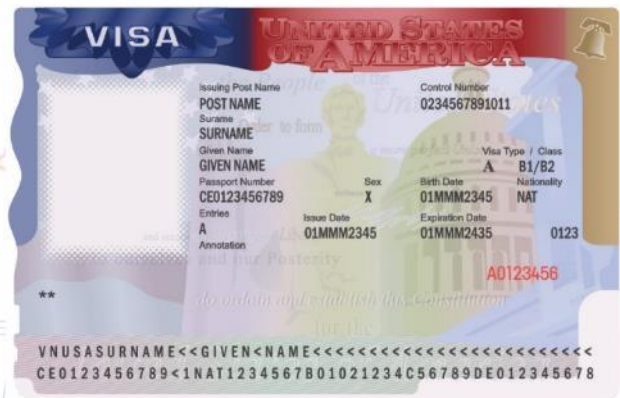 VISA
UNITED STATES
OF AMERICA
Issuing Post Name Control Number
POST NAME 0234567891011
Surame
SURNAME
Given Name Visa Type / Class
GIVEN NAME A B1/B2
Passport Number Sex Birth Date Nationality
CE0123456789 X 01MMM2345 NAT
Entries Issue Date Expiration Date
A 01MMM2345 01MMM2435 0123
Annotation
and our Posterity
A0123456
**
do ordain and establish this Constitution
for the
VNUSASURNAME<<GIVEN<NAME<<<<<<<<<<<<<<<<<<<<
CE0123456789<1NAT1234567B01021234C56789DE012345678